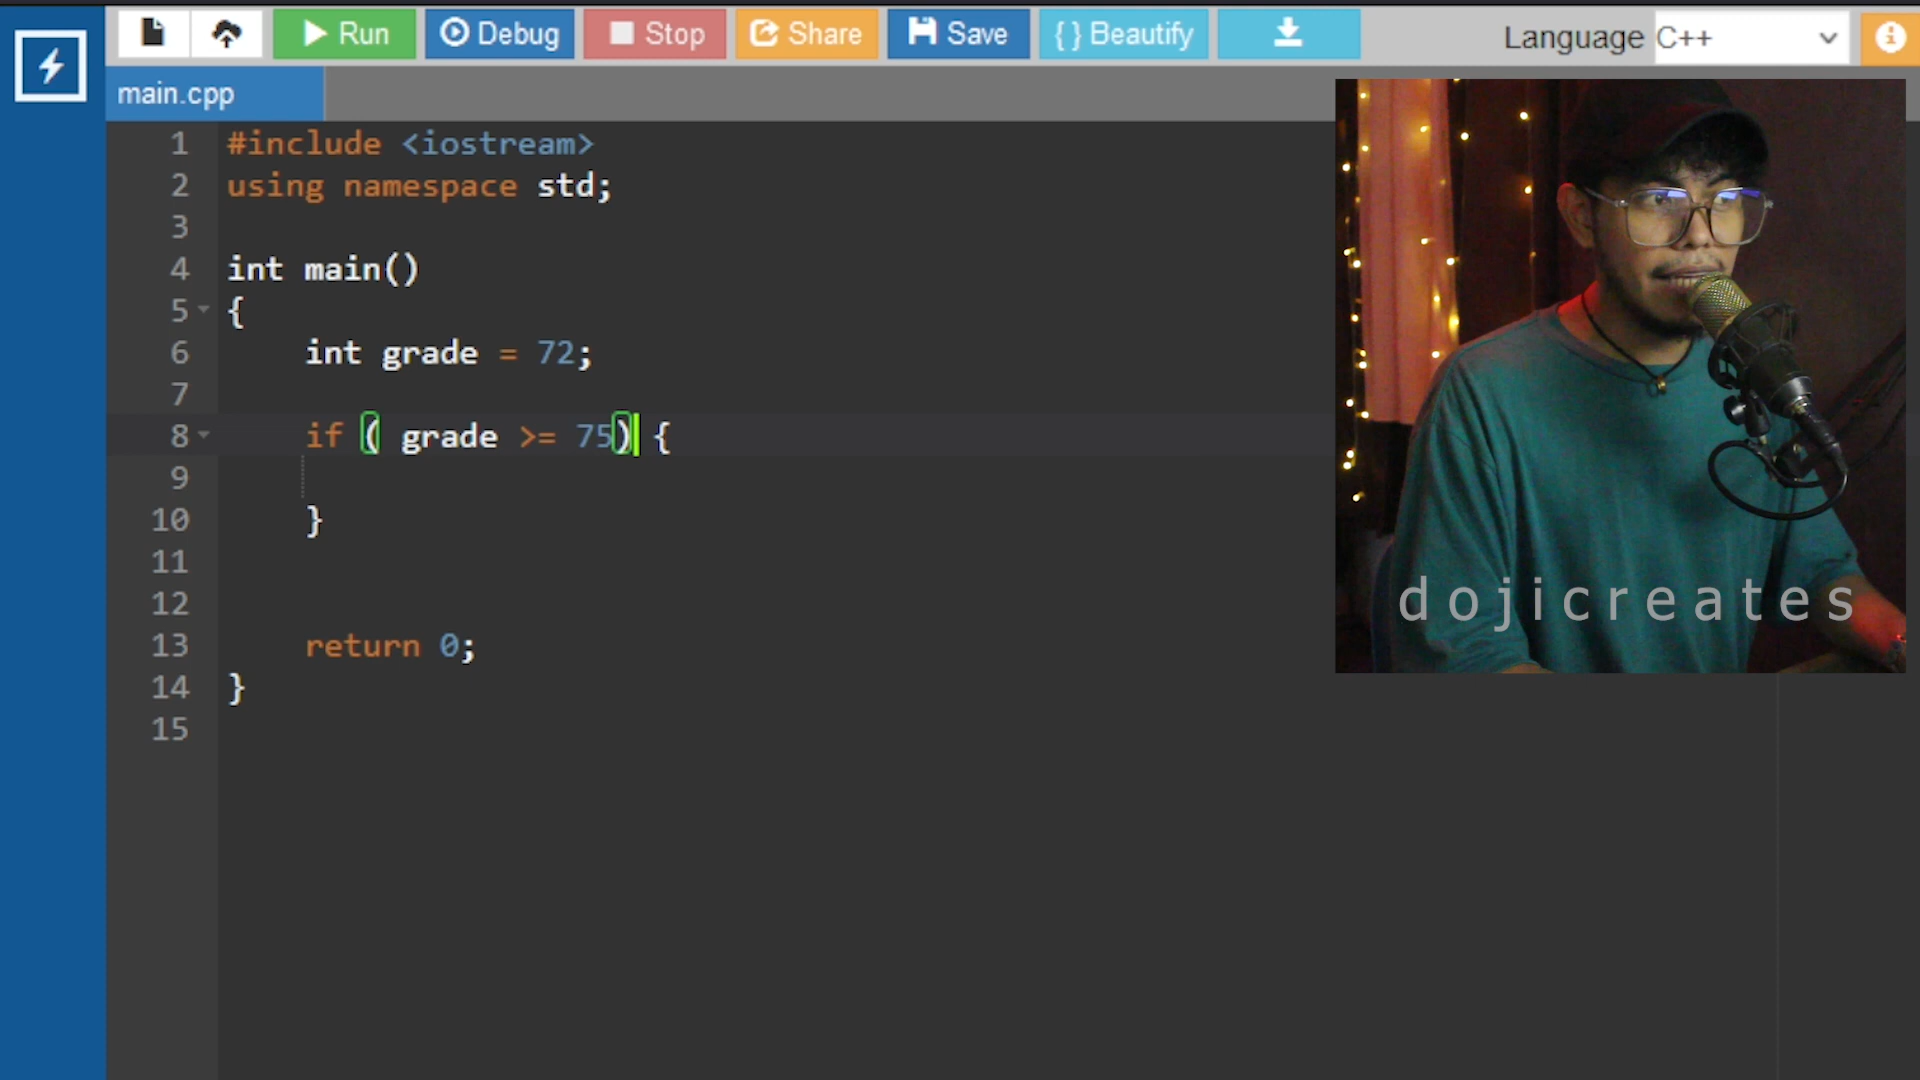 Run Debug Stop Share Save { } Beautify Language C++
main.cpp
1 #include <iostream>
2 using namespace std;
3
4 int main()
5 {
6 int grade = 72;
7
8 if ( grade >= 75) {
9
10 }
11
12
13 return 0;
14 }
15
dojicreates